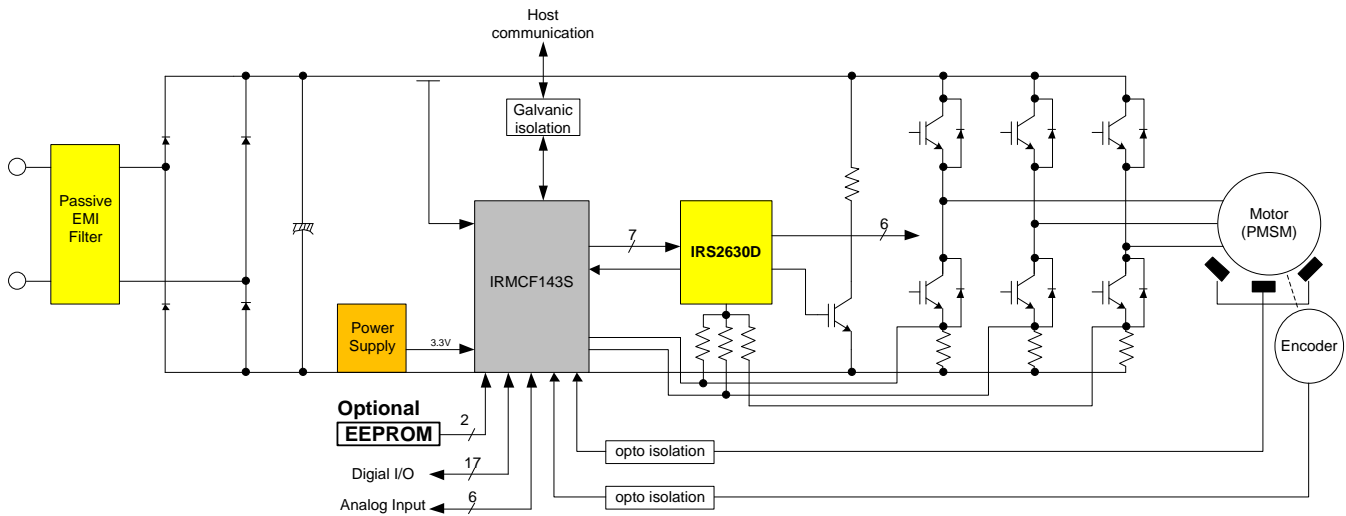 Host
communication
Galvanic
isolation
Passive
EMI
Filter
7
IRS2630D
6
Motor
(PMSM)
IRMCF143S
Power
Supply
3.3V
Encoder
Optional
EEPROM
2
opto isolation
Digial I/O
17
Analog Input
6
opto isolation